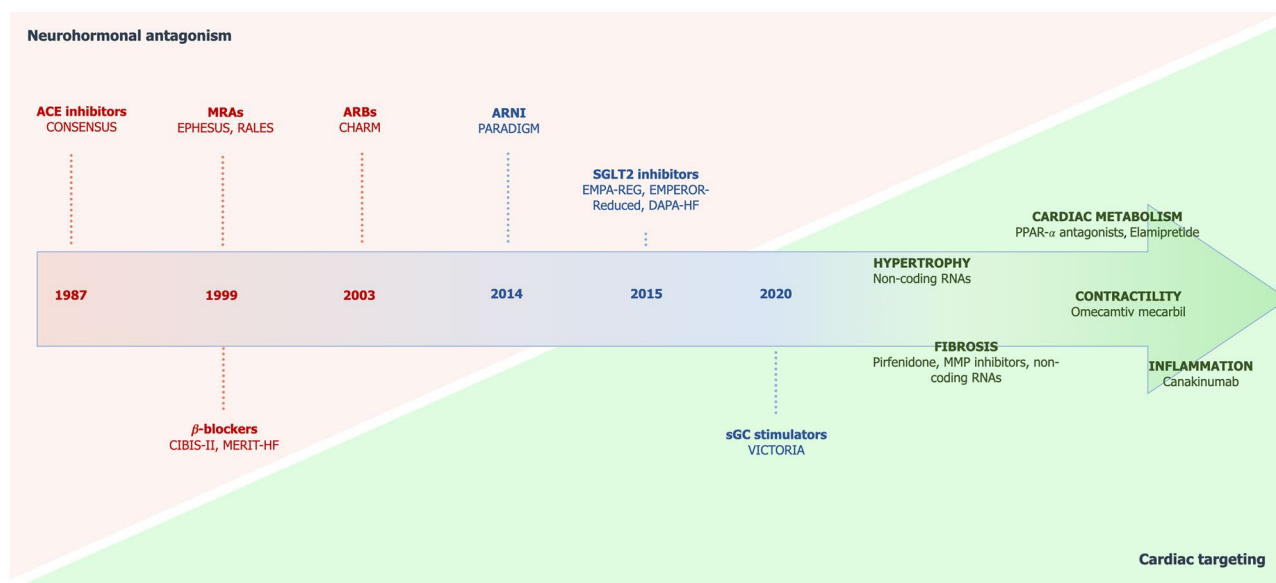 Neurohormonal antagonism
ACE inhibitors
CONSENSUS
MRAs
EPHESUS, RALES
ARBs
CHARM
ARNI
PARADIGM
SGLT2 inhibitors
EMPA-REG, EMPEROR-
Reduced, DAPA-HF
CARDIAC METABOLISM
PPAR-α antagonists, Elamipretide
HYPERTROPHY
Non-coding RNAs
1987
1999
2003
2014
2015
2020
CONTRACTILITY
Omecamtiv mecarbil
FIBROSIS
Pirfenidone, MMP inhibitors, non-
coding RNAs
INFLAMMATION
Canakinumab
β-blockers
CIBIS-II, MERIT-HF
sGC stimulators
VICTORIA
Cardiac targeting